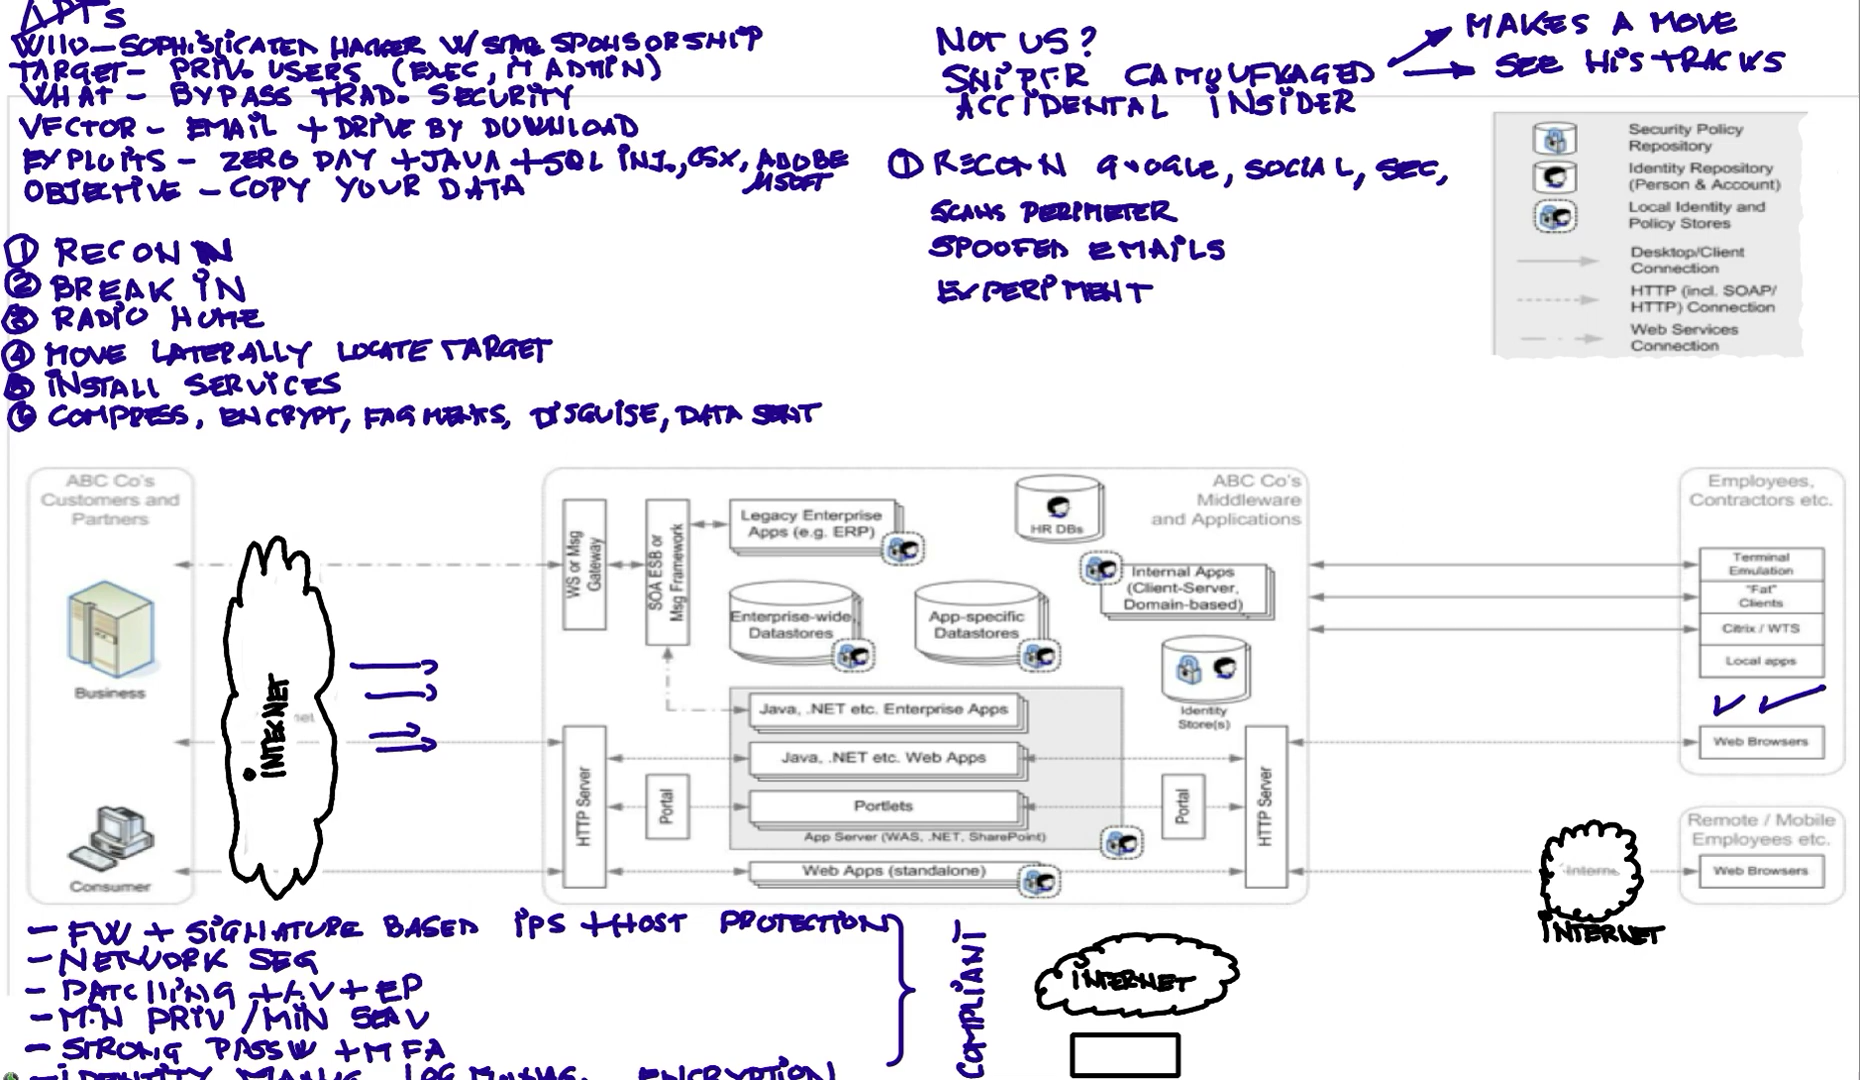 APTs
WHO—SOPHISTICATED HACKER W/ STATE SPONSORSHIP
TARGET— PRIV. USERS (EXEC, IT ADMIN)
WHAT — BYPASS TRAD. SECURITY
VECTOR — EMAIL + DRIVE BY DOWNLOAD
EXPLOITS — ZERO DAY + JAVA + SQL INJ., OSX, ADOBE
MSOFT
OBJECTIVE — COPY YOUR DATA
① RECON IN
② BREAK IN
③ RADIO HOME
④ MOVE LATERALLY LOCATE TARGET
⑤ INSTALL SERVICES
⑥ COMPRESS, ENCRYPT, FAGMENTS, DISGUISE, DATA SENT
NOT US?
SNIPER CAMOUFLAGED
MAKES A MOVE
SEE HIS TRACKS
ACCIDENTAL INSIDER
① RECON GOOGLE, SOCIAL, SEC,
SCANS PERIMETER
SPOOFED EMAILS
EXPERIMENT
Security Policy
Repository
Identity Repository
(Person & Account)
Local Identity and
Policy Stores
Desktop/Client
Connection
HTTP (incl. SOAP/
HTTP) Connection
Web Services
Connection
ABC Co's
Customers and
Partners
Business
Consumer
INTERNET
net
WS or Msg
Gateway
SOA ESB or
Msg Framework
Legacy Enterprise
Apps (e.g. ERP)
HR DBs
ABC Co's
Middleware
and Applications
Enterprise-wide
Datastores
App-specific
Datastores
Internal Apps
(Client-Server,
Domain-based)
Identity
Store(s)
Java, .NET etc. Enterprise Apps
Java, .NET etc. Web Apps
Portlets
App Server (WAS, .NET, SharePoint)
Web Apps (standalone)
HTTP Server
Portal
Portal
HTTP Server
Employees,
Contractors etc.
Terminal
Emulation
"Fat"
Clients
Citrix / WTS
Local apps
Web Browsers
Remote / Mobile
Employees etc.
Web Browsers
Interne
INTERNET
— FW + SIGNATURE BASED IPS + HOST PROTECTION
— NETWORK SEG
— PATCHING + AV + EP
— MIN PRIV / MIN SERV
— STRONG PASSW + MFA
— IDENTITY MANG LOG MANAG. ENCRYPTION
COMPLIANT
INTERNET